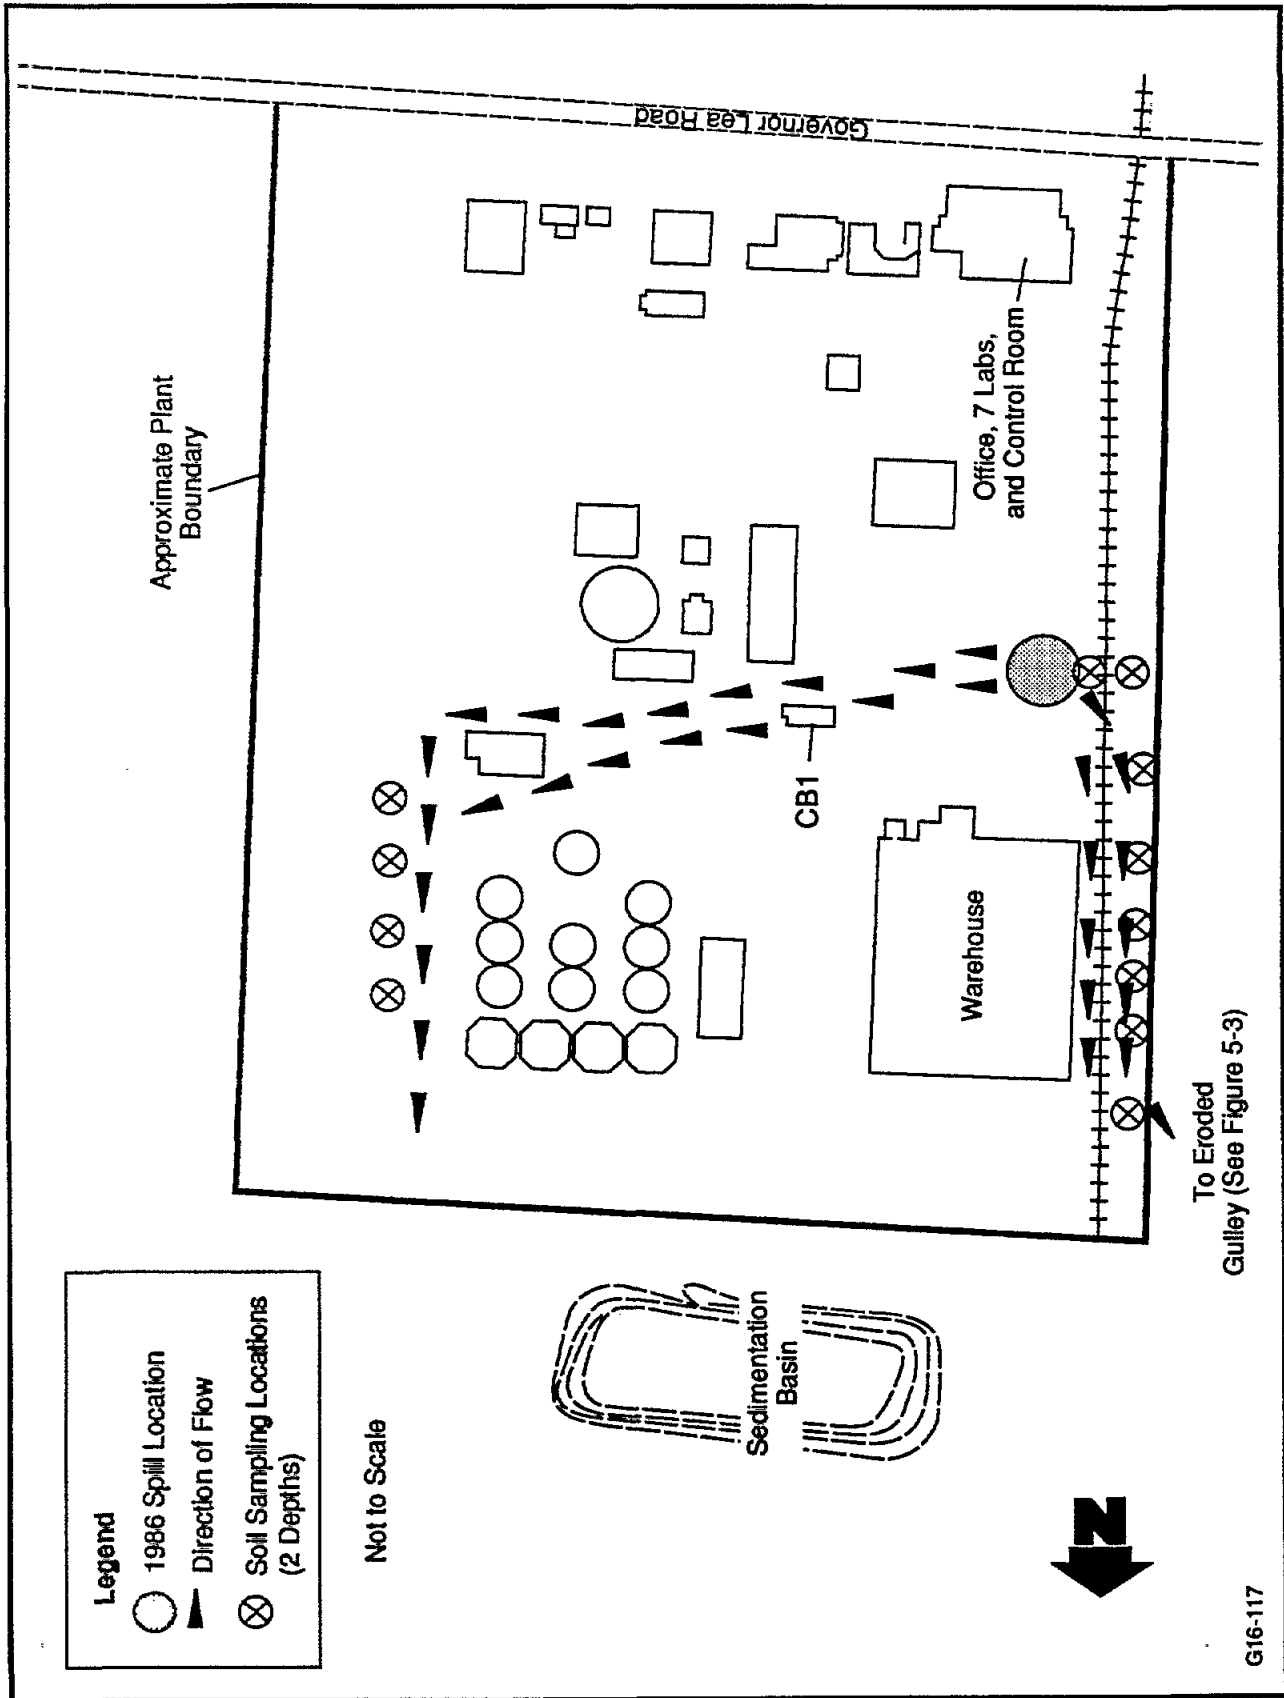 Legend
1986 Spill Location
Direction of Flow
Soil Sampling Locations
(2 Depths)
Not to Scale
Approximate Plant
Boundary
Governor Lea Road
Office, 7 Labs,
and Control Room
CB1
Warehouse
Sedimentation
Basin
To Eroded
Gulley (See Figure 5-3)
N
G16-117